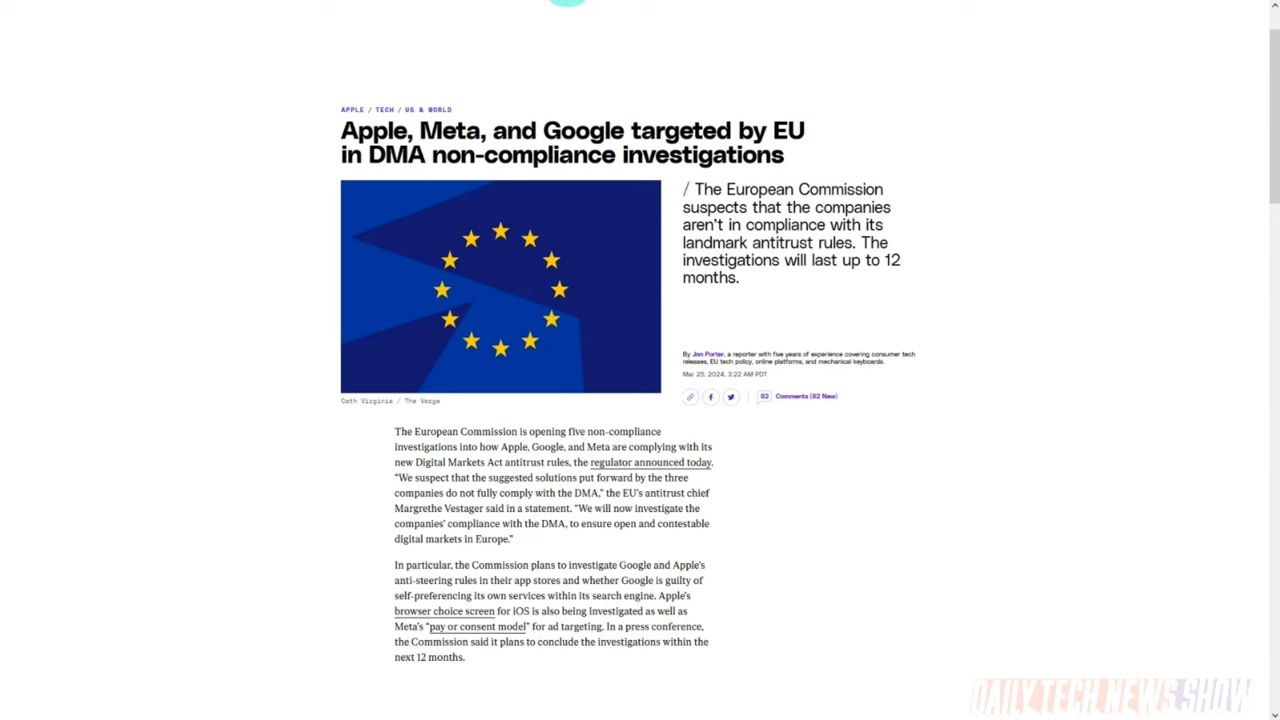 APPLE / TECH / US & WORLD
Apple, Meta, and Google targeted by EU
in DMA non-compliance investigations
/ The European Commission
suspects that the companies
aren't in compliance with its
landmark antitrust rules. The
investigations will last up to 12
months.
By Jon Porter, a reporter with five years of experience covering consumer tech
releases, EU tech policy, online platforms, and mechanical keyboards.
Mar 25, 2024, 3:22 AM PDT
82 Comments (82 New)
Cath Virginia / The Verge
The European Commission is opening five non-compliance
investigations into how Apple, Google, and Meta are complying with its
new Digital Markets Act antitrust rules, the regulator announced today.
“We suspect that the suggested solutions put forward by the three
companies do not fully comply with the DMA,” the EU's antitrust chief
Margrethe Vestager said in a statement. “We will now investigate the
companies' compliance with the DMA, to ensure open and contestable
digital markets in Europe.”
In particular, the Commission plans to investigate Google and Apple's
anti-steering rules in their app stores and whether Google is guilty of
self-preferencing its own services within its search engine. Apple's
browser choice screen for iOS is also being investigated as well as
Meta's “pay or consent model” for ad targeting. In a press conference,
the Commission said it plans to conclude the investigations within the
next 12 months.
DAILY TECH NEWS SHOW